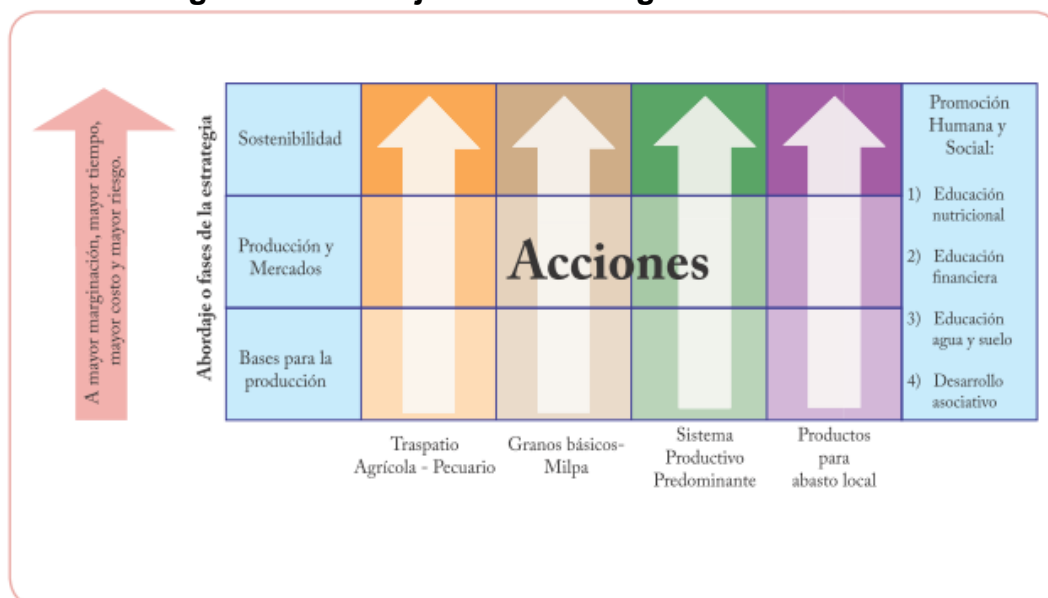 A mayor marginación, mayor tiempo,
mayor costo y mayor riesgo.
Abordaje o fases de la estrategia
Sostenibilidad
Producción y
Mercados
Bases para la
producción
Acciones
Traspatio
Agrícola - Pecuario
Granos básicos-
Milpa
Sistema
Productivo
Predominante
Productos
para
abasto local
Promoción
Humana y
Social:
1) Educación
nutricional
2) Educación
financiera
3) Educación
agua y suelo
4) Desarrollo
asociativo